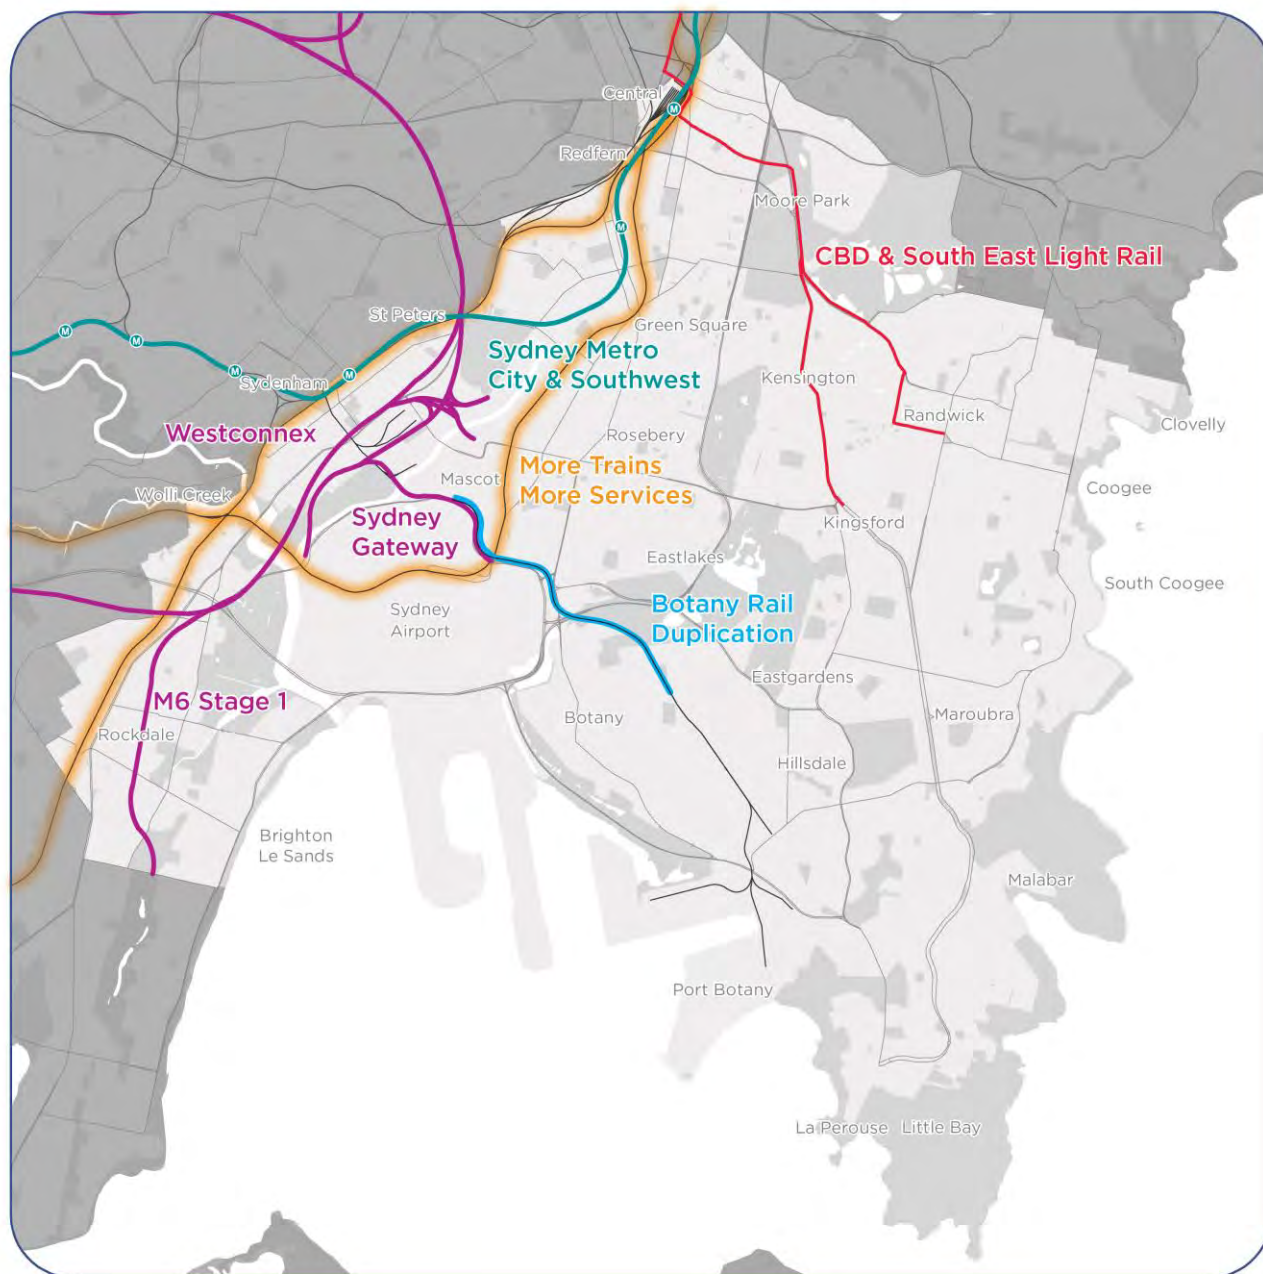 Central
M
Redfern
Moore Park
M
CBD & South East Light Rail
St Peters
Green Square
M
M
Sydney Metro
City & Southwest
M
M
Sydenham
Kensington
Randwick
Clovelly
Westconnex
Rosebery
More Trains
More Services
Mascot
Coogee
Wolli Creek
Sydney
Gateway
Kingsford
Eastlakes
South Coogee
Sydney
Airport
Botany Rail
Duplication
Eastgardens
M6 Stage 1
Botany
Maroubra
Rockdale
Hillsdale
Brighton
Le Sands
Malabar
Port Botany
La Perouse
Little Bay